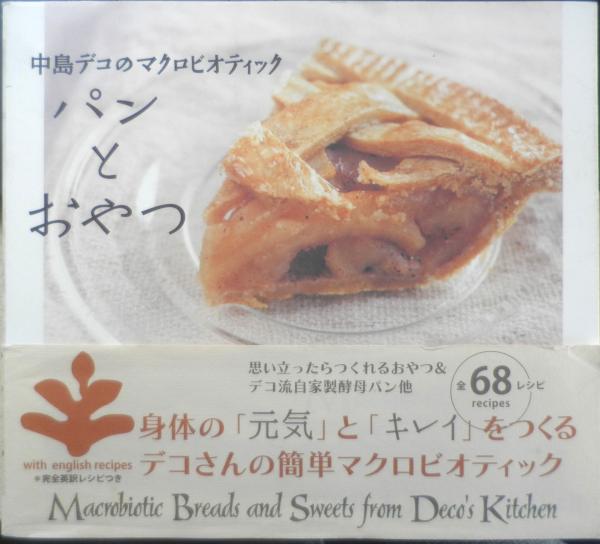 中島デコのマクロビオティック
パン
と
おやつ
思い立ったらつくれるおやつ&
デコ流自家製酵母パン他
全68レシピ
recipes
身体の「元気」と「キレイ」をつくる
デコさんの簡単マクロビオティック
with english recipes
*完全英訳レシピつき
Macrobiotic Breads and Sweets from Deco's Kitchen